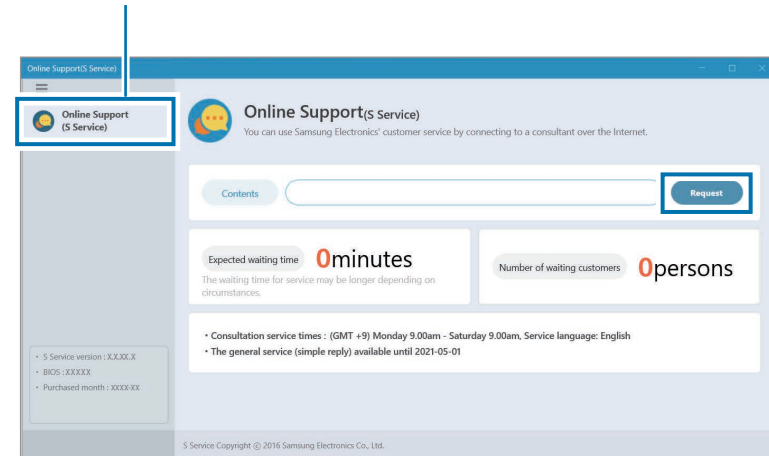 Online Support(S Service)
Online Support
(S Service)
Online Support(S Service)
You can use Samsung Electronics' customer service by connecting to a consultant over the Internet.
Contents
Request
Expected waiting time 0minutes
The waiting time for service may be longer depending on
circumstances.
Number of waiting customers 0persons
• Consultation service times : (GMT +9) Monday 9.00am - Saturday 9.00am, Service language: English
• The general service (simple reply) available until 2021-05-01
• S Service version : X.X.XX.X
• BIOS : XXXXX
• Purchased month : XXXX-XX
S Service Copyright ⓒ 2016 Samsung Electronics Co., Ltd.